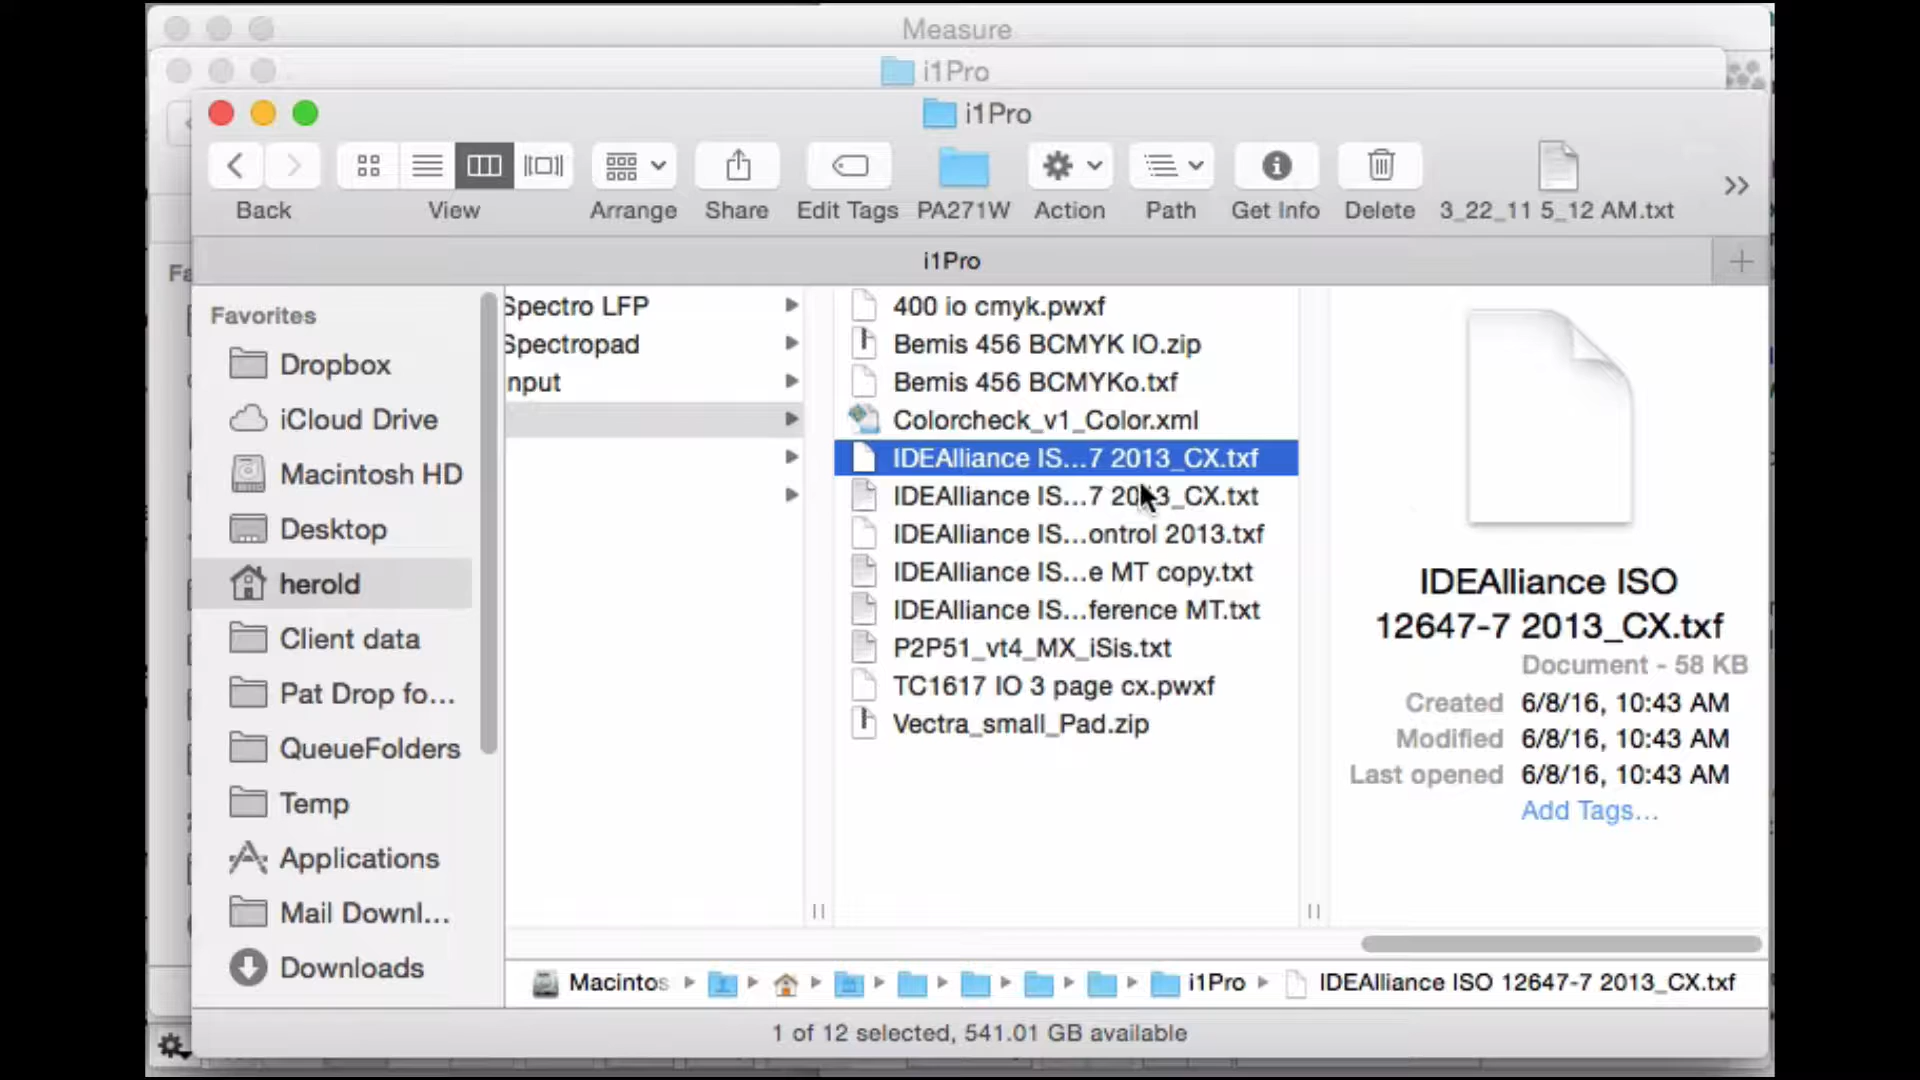 Measure
i1Pro
i1Pro
Back
View
Arrange
Share
Edit Tags
PA271W
Action
Path
Get Info
Delete
3_22_11 5_12 AM.txt
i1Pro
Fa
Favorites
Dropbox
iCloud Drive
Macintosh HD
Desktop
herold
Client data
Pat Drop fo...
QueueFolders
Temp
Applications
Mail Downl...
Downloads
Spectro LFP
Spectropad
nput
400 io cmyk.pwxf
Bemis 456 BCMYK IO.zip
Bemis 456 BCMYKo.txf
Colorcheck_v1_Color.xml
IDEAlliance IS...7 2013_CX.txf
IDEAlliance IS...7 2013_CX.txt
IDEAlliance IS...ontrol 2013.txf
IDEAlliance IS...e MT copy.txt
IDEAlliance IS...ference MT.txt
P2P51_vt4_MX_iSis.txt
TC1617 IO 3 page cx.pwxf
Vectra_small_Pad.zip
IDEAlliance ISO
12647-7 2013_CX.txf
Document - 58 KB
Created 6/8/16, 10:43 AM
Modified 6/8/16, 10:43 AM
Last opened 6/8/16, 10:43 AM
Add Tags...
Macintos
i1Pro
IDEAlliance ISO 12647-7 2013_CX.txf
1 of 12 selected, 541.01 GB available